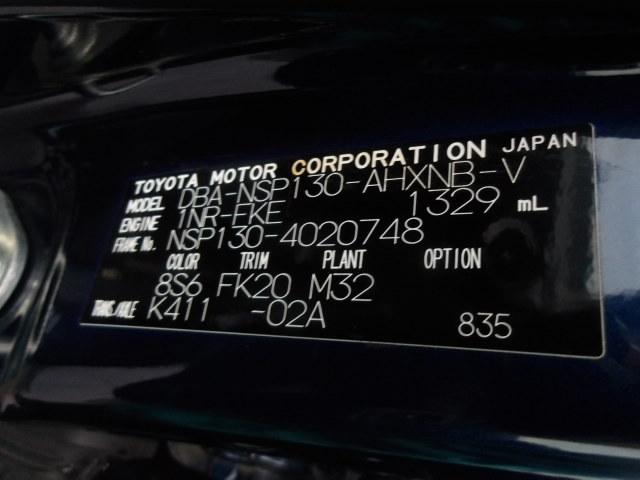 TOYOTA MOTOR CORPORATION JAPAN
MODEL DBA-NSP130-AHXNB-V
ENGINE 1NR-FKE 1329 mL
FRAME No. NSP130-4020748
COLOR TRIM PLANT OPTION
8S6 FK20 M32
TRANS./AXLE K411 -02A 835